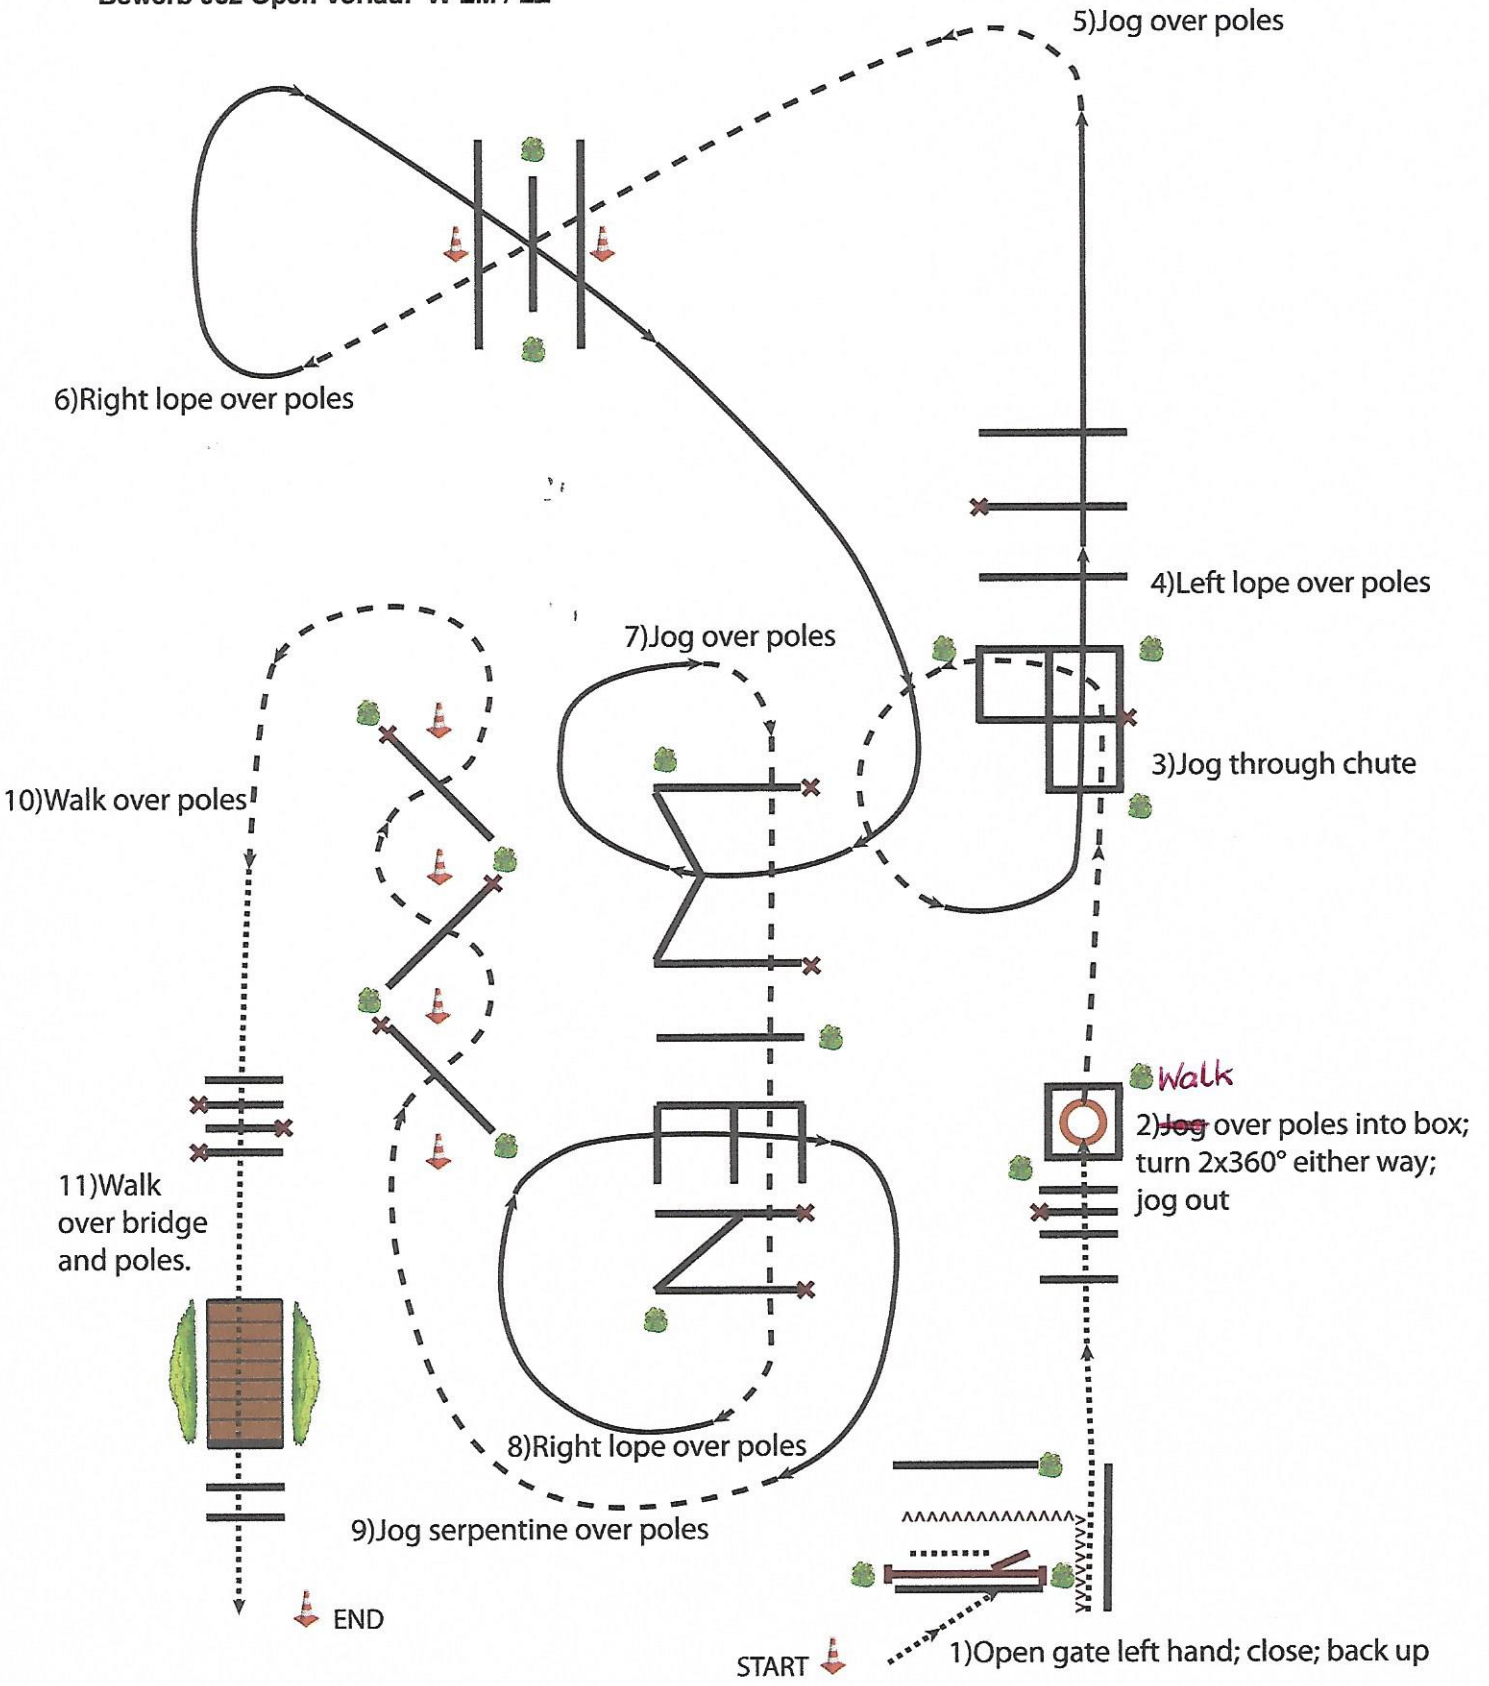 5)Jog over poles
6)Right lope over poles
4)Left lope over poles
7)Jog over poles
3)Jog through chute
10)Walk over poles
Walk
2)Jog over poles into box;
turn 2x360° either way;
jog out
11)Walk
over bridge
and poles.
8)Right lope over poles
9)Jog serpentine over poles
END
START
1)Open gate left hand; close; back up